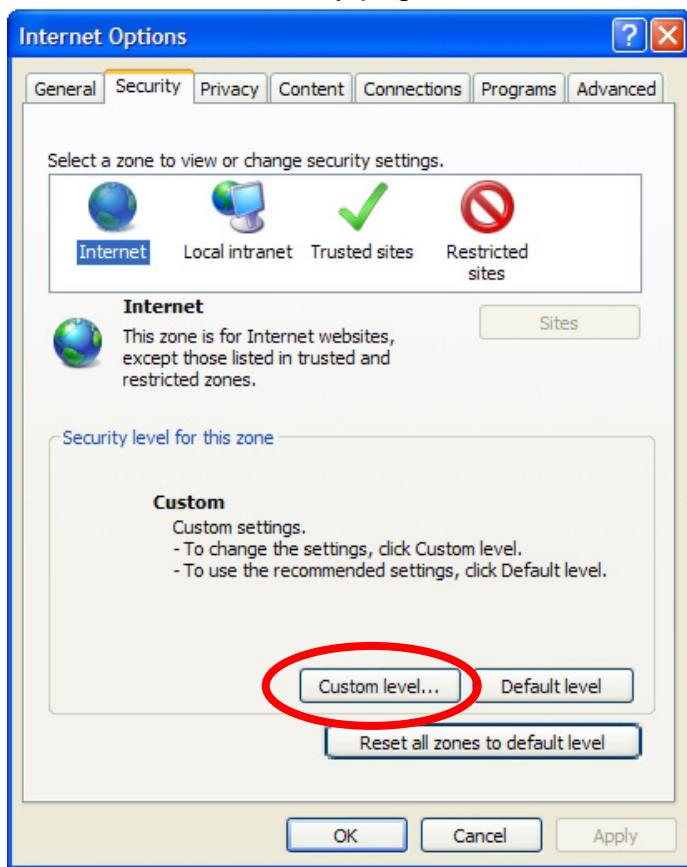 Internet Options
General Security Privacy Content Connections Programs Advanced
Select a zone to view or change security settings.
Internet Local intranet Trusted sites Restricted sites
Internet
This zone is for Internet websites,
except those listed in trusted and
restricted zones.
Sites
Security level for this zone
Custom
Custom settings.
- To change the settings, click Custom level.
- To use the recommended settings, click Default level.
Custom level... Default level
Reset all zones to default level
OK Cancel Apply